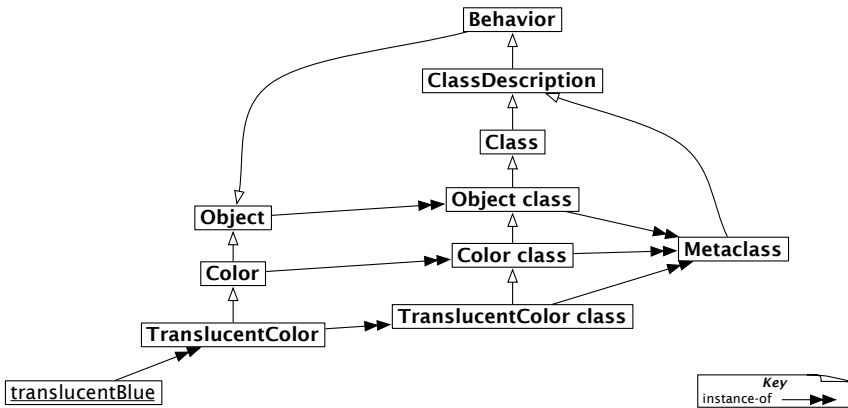 Behavior
ClassDescription
Class
Object class
Object
Metaclass
Color class
Color
TranslucentColor class
TranslucentColor
translucentBlue
Key
instance-of